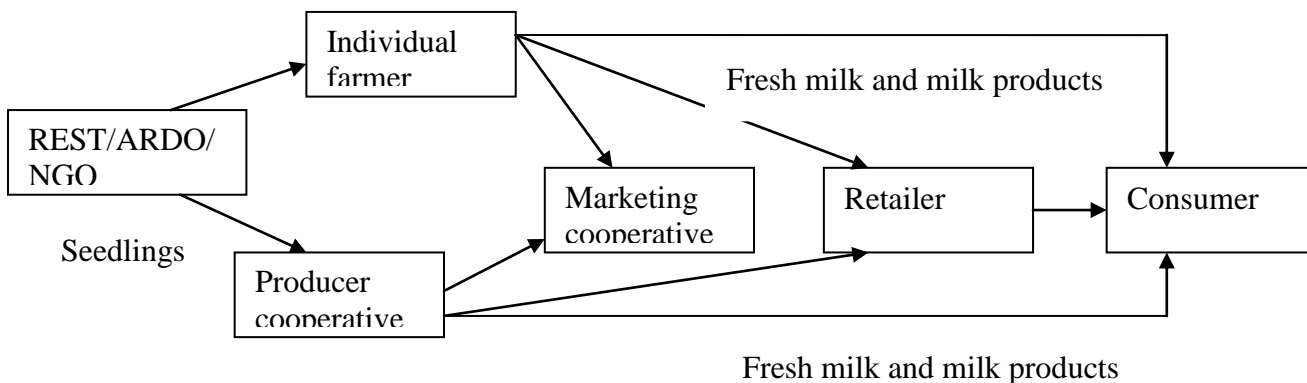 Individual
farmer
Fresh milk and milk products
REST/ARDO/
NGO
Marketing
cooperative
Retailer
Consumer
Seedlings
Producer
cooperative
Fresh milk and milk products